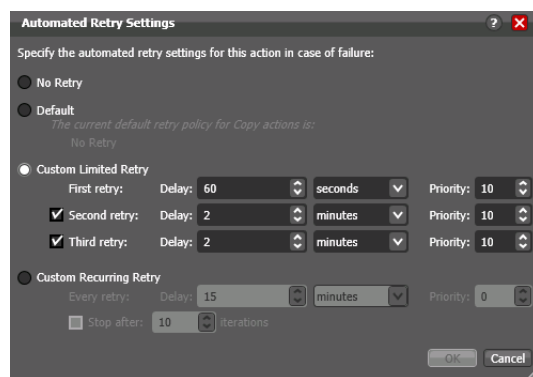 Automated Retry Settings ?
Specify the automated retry settings for this action in case of failure:
No Retry
Default
The current default retry policy for Copy actions is:
No Retry
Custom Limited Retry
First retry: Delay: 60 seconds Priority: 10
Second retry: Delay: 2 minutes Priority: 10
Third retry: Delay: 2 minutes Priority: 10
Custom Recurring Retry
Every retry: Delay: 15 minutes Priority: 0
Stop after: 10 iterations
OK Cancel